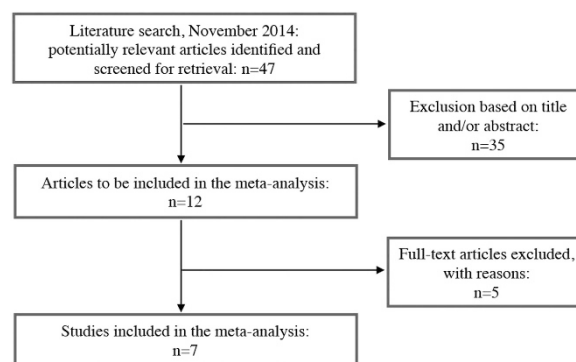 Literature search, November 2014:
potentially relevant articles identified and
screened for retrieval: n=47
Exclusion based on title
and/or abstract:
n=35
Articles to be included in the meta-analysis:
n=12
Full-text articles excluded,
with reasons:
n=5
Studies included in the meta-analysis:
n=7